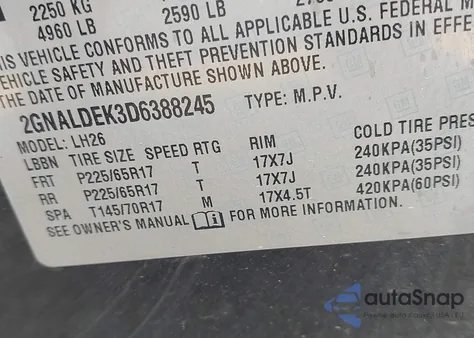 2250 KG 2590 LB
4960 LB
THIS VEHICLE CONFORMS TO ALL APPLICABLE U.S. FEDERAL M
VEHICLE SAFETY AND THEFT PREVENTION STANDARDS IN EFFE
THE DATE OF MANUFACTURE SHOWN ABOVE.
2GNALDEK3D6388245 TYPE: M.P.V.
MODEL: LH26
LBBN TIRE SIZE SPEED RTG RIM COLD TIRE PRES
FRT P225/65R17 T 17X7J 240KPA(35PSI)
RR P225/65R17 T 17X7J 240KPA(35PSI)
SPA T145/70R17 M 17X4.5T 420KPA(60PSI)
SEE OWNER'S MANUAL FOR MORE INFORMATION.
autoSnap